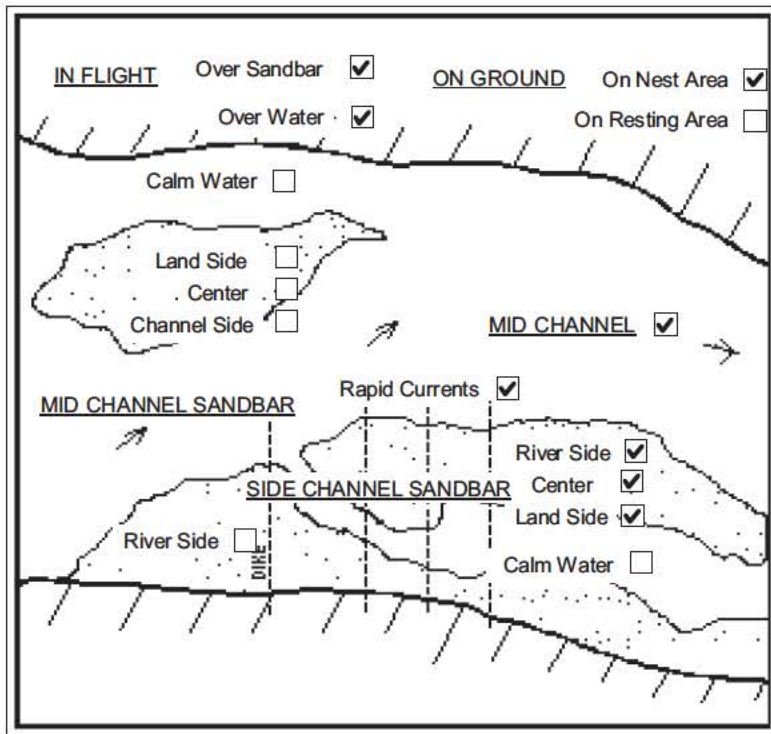 IN FLIGHT Over Sandbar ON GROUND On Nest Area
Over Water On Resting Area
Calm Water
Land Side
Center
Channel Side
MID CHANNEL
Rapid Currents
MID CHANNEL SANDBAR
River Side
SIDE CHANNEL SANDBAR Center
Land Side
River Side
DIKE
Calm Water